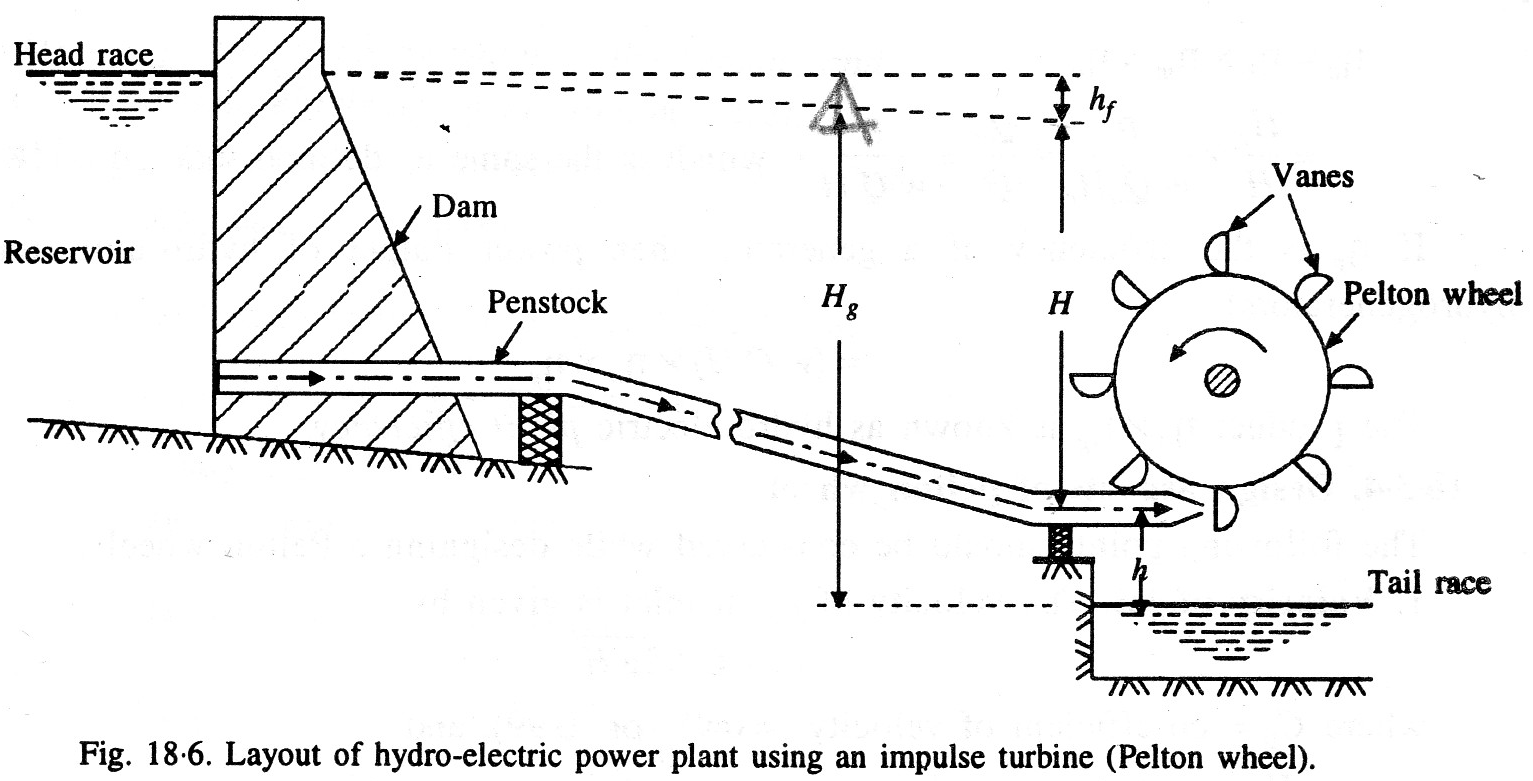 Head race
h_f
Vanes
Dam
Reservoir
Penstock
H_g
H
Pelton wheel
h
Tail race
Fig. 18·6. Layout of hydro-electric power plant using an impulse turbine (Pelton wheel).